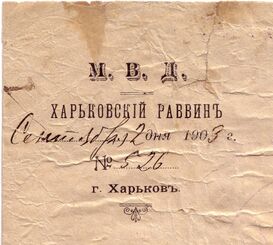 М. В. Д.
ХАРЬКОВСКІЙ РАВВИНЪ
Сентября 2 дня 1903 г.
№ 526
г. Харьковъ.